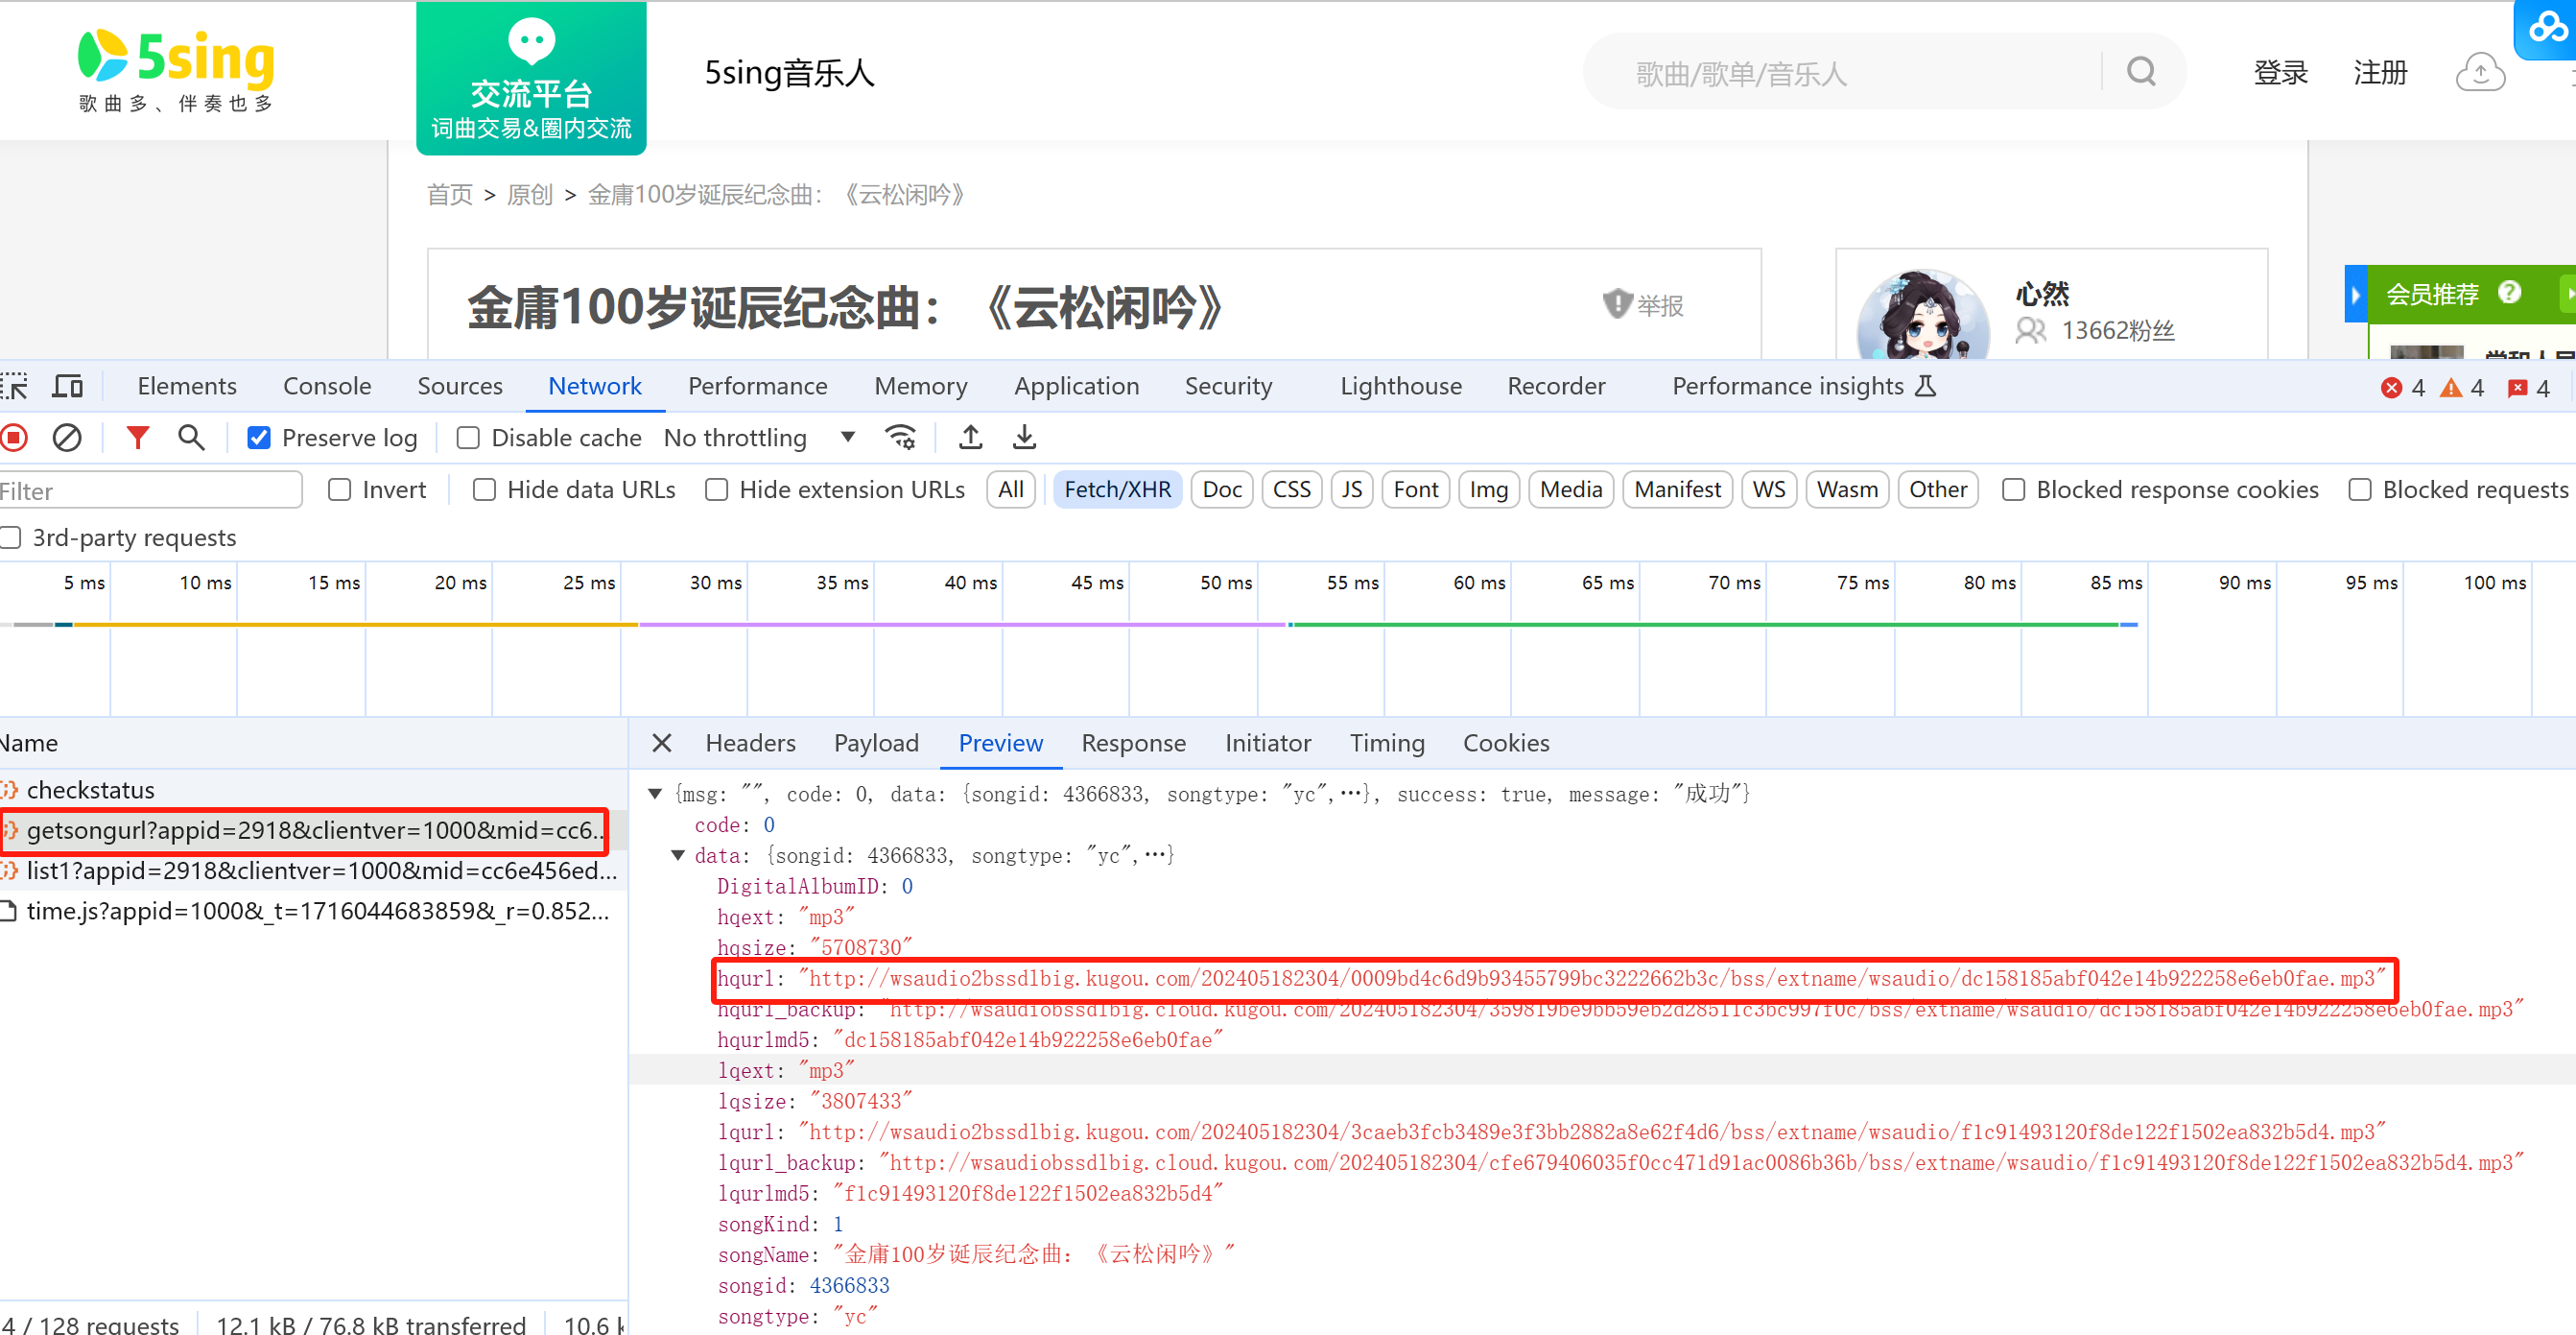 5sing
歌曲多、伴奏也多
交流平台
词曲交易&圈内交流
5sing音乐人
歌曲/歌单/音乐人
登录
注册
首页 > 原创 > 金庸100岁诞辰纪念曲：《云松闲吟》
金庸100岁诞辰纪念曲：《云松闲吟》
举报
心然
13662粉丝
会员推荐
Elements Console Sources Network Performance Memory Application Security Lighthouse Recorder Performance insights 4 4 4
Preserve log Disable cache No throttling
Filter Invert Hide data URLs Hide extension URLs All Fetch/XHR Doc CSS JS Font Img Media Manifest WS Wasm Other Blocked response cookies Blocked requests
3rd-party requests
5 ms 10 ms 15 ms 20 ms 25 ms 30 ms 35 ms 40 ms 45 ms 50 ms 55 ms 60 ms 65 ms 70 ms 75 ms 80 ms 85 ms 90 ms 95 ms 100 ms
Name
checkstatus
getsongurl?appid=2918&clientver=1000&mid=cc6...
list1?appid=2918&clientver=1000&mid=cc6e456ed...
time.js?appid=1000&_t=1716044683859&_r=0.852...
4 / 128 requests 12.1 kB / 76.8 kB transferred 10.6 k
Headers Payload Preview Response Initiator Timing Cookies
{msg: "", code: 0, data: {songid: 4366833, songtype: "yc",…}, success: true, message: "成功"}
code: 0
data: {songid: 4366833, songtype: "yc",…}
DigitalAlbumID: 0
hqext: "mp3"
hqsize: "5708730"
hqurl: "http://wsaudio2bssdlbig.kugou.com/202405182304/0009bd4c6d9b93455799bc3222662b3c/bss/extname/wsaudio/dc158185abf042e14b922258e6eb0fae.mp3"
hqurl_backup: "http://wsaudiobssdlbig.cloud.kugou.com/202405182304/359819be9bb59eb2d28511c3bc997f0c/bss/extname/wsaudio/dc158185abf042e14b922258e6eb0fae.mp3"
hqurlmd5: "dc158185abf042e14b922258e6eb0fae"
lqext: "mp3"
lqsize: "3807433"
lqurl: "http://wsaudio2bssdlbig.kugou.com/202405182304/3caeb3fcb3489e3f3bb2882a8e62f4d6/bss/extname/wsaudio/f1c91493120f8de122f1502ea832b5d4.mp3"
lqurl_backup: "http://wsaudiobssdlbig.cloud.kugou.com/202405182304/cfe679406035f0cc471d91ac0086b36b/bss/extname/wsaudio/f1c91493120f8de122f1502ea832b5d4.mp3"
lqurlmd5: "f1c91493120f8de122f1502ea832b5d4"
songKind: 1
songName: "金庸100岁诞辰纪念曲：《云松闲吟》"
songid: 4366833
songtype: "yc"